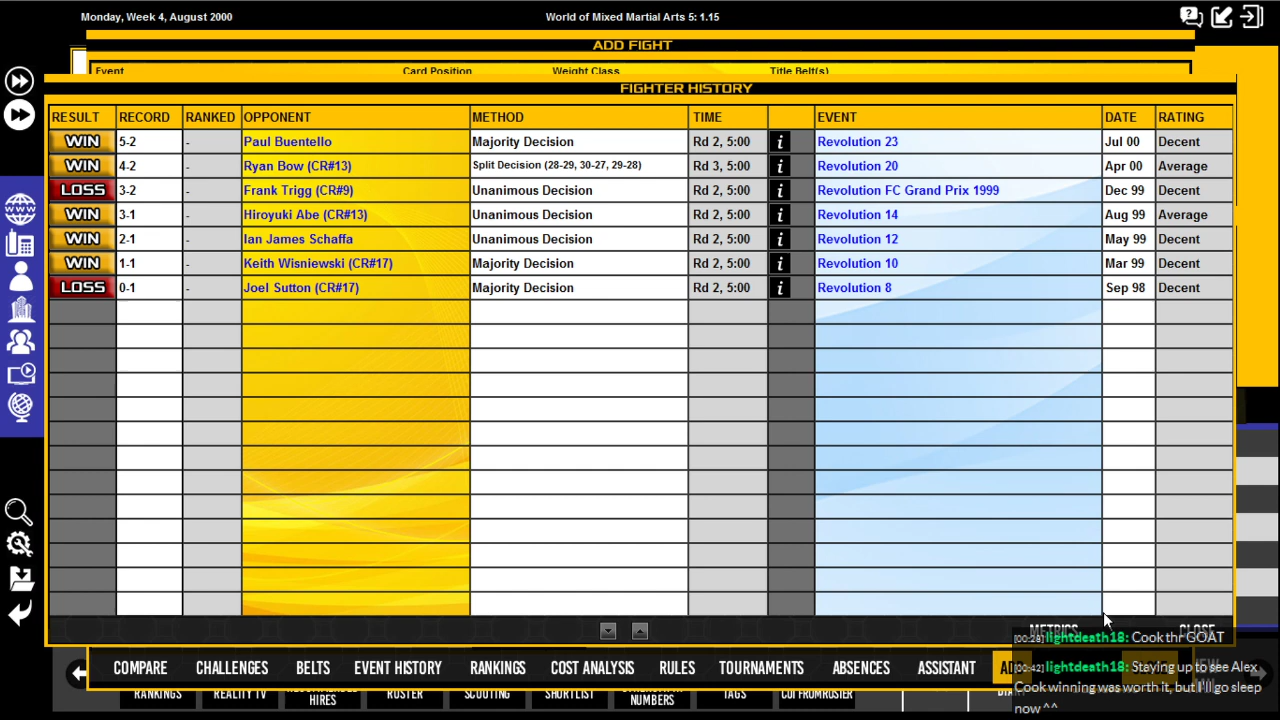 Monday, Week 4, August 2000
World of Mixed Martial Arts 5: 1.15
ADD FIGHT
Event Card Position Weight Class Title Belt(s)
FIGHTER HISTORY
RESULT RECORD RANKED OPPONENT METHOD TIME EVENT DATE RATING
WIN 5-2 - Paul Buentello Majority Decision Rd 2, 5:00 i Revolution 23 Jul 00 Decent
WIN 4-2 - Ryan Bow (CR#13) Split Decision (28-29, 30-27, 29-28) Rd 3, 5:00 i Revolution 20 Apr 00 Average
LOSS 3-2 - Frank Trigg (CR#9) Unanimous Decision Rd 2, 5:00 i Revolution FC Grand Prix 1999 Dec 99 Decent
WIN 3-1 - Hiroyuki Abe (CR#13) Unanimous Decision Rd 2, 5:00 i Revolution 14 Aug 99 Average
WIN 2-1 - Ian James Schaffa Unanimous Decision Rd 2, 5:00 i Revolution 12 May 99 Decent
WIN 1-1 - Keith Wisniewski (CR#17) Majority Decision Rd 2, 5:00 i Revolution 10 Mar 99 Decent
LOSS 0-1 - Joel Sutton (CR#17) Majority Decision Rd 2, 5:00 i Revolution 8 Sep 98 Decent
METRICS CLOSE
[00:29] lightdeath18: Cook thr GOAT
COMPARE CHALLENGES BELTS EVENT HISTORY RANKINGS COST ANALYSIS RULES TOURNAMENTS ABSENCES ASSISTANT
[00:42] lightdeath18: Staying up to see Alex
Cook winning was worth it, but I'll go sleep
now ^^
RANKINGS REALITY TV HIRES ROSTER SCOUTING SHORTLIST NUMBERS TAGS